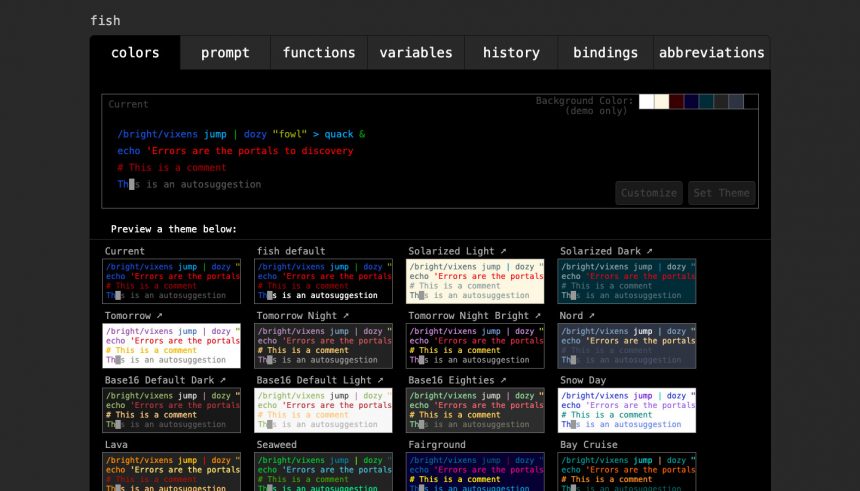 fish
colors prompt functions variables history bindings abbreviations
Current Background Color:
(demo only)
/bright/vixens jump | dozy "fowl" > quack &
echo 'Errors are the portals to discovery
# This is a comment
This is an autosuggestion
Customize Set Theme
Preview a theme below:
Current fish default Solarized Light ➚ Solarized Dark ➚
/bright/vixens jump | dozy " /bright/vixens jump | dozy " /bright/vixens jump | dozy " /bright/vixens jump | dozy "
echo 'Errors are the portals echo 'Errors are the portals echo 'Errors are the portals echo 'Errors are the portals
# This is a comment # This is a comment # This is a comment # This is a comment
This is an autosuggestion This is an autosuggestion This is an autosuggestion This is an autosuggestion
Tomorrow ➚ Tomorrow Night ➚ Tomorrow Night Bright ➚ Nord ➚
/bright/vixens jump | dozy " /bright/vixens jump | dozy " /bright/vixens jump | dozy " /bright/vixens jump | dozy "
echo 'Errors are the portals echo 'Errors are the portals echo 'Errors are the portals echo 'Errors are the portals
# This is a comment # This is a comment # This is a comment # This is a comment
This is an autosuggestion This is an autosuggestion This is an autosuggestion This is an autosuggestion
Base16 Default Dark ➚ Base16 Default Light ➚ Base16 Eighties ➚ Snow Day
/bright/vixens jump | dozy " /bright/vixens jump | dozy " /bright/vixens jump | dozy " /bright/vixens jump | dozy "
echo 'Errors are the portals echo 'Errors are the portals echo 'Errors are the portals echo 'Errors are the portals
# This is a comment # This is a comment # This is a comment # This is a comment
This is an autosuggestion This is an autosuggestion This is an autosuggestion This is an autosuggestion
Lava Seaweed Fairground Bay Cruise
/bright/vixens jump | dozy " /bright/vixens jump | dozy " /bright/vixens jump | dozy " /bright/vixens jump | dozy "
echo 'Errors are the portals echo 'Errors are the portals echo 'Errors are the portals echo 'Errors are the portals
# This is a comment # This is a comment # This is a comment # This is a comment
This is an autosuggestion This is an autosuggestion This is an autosuggestion This is an autosuggestion